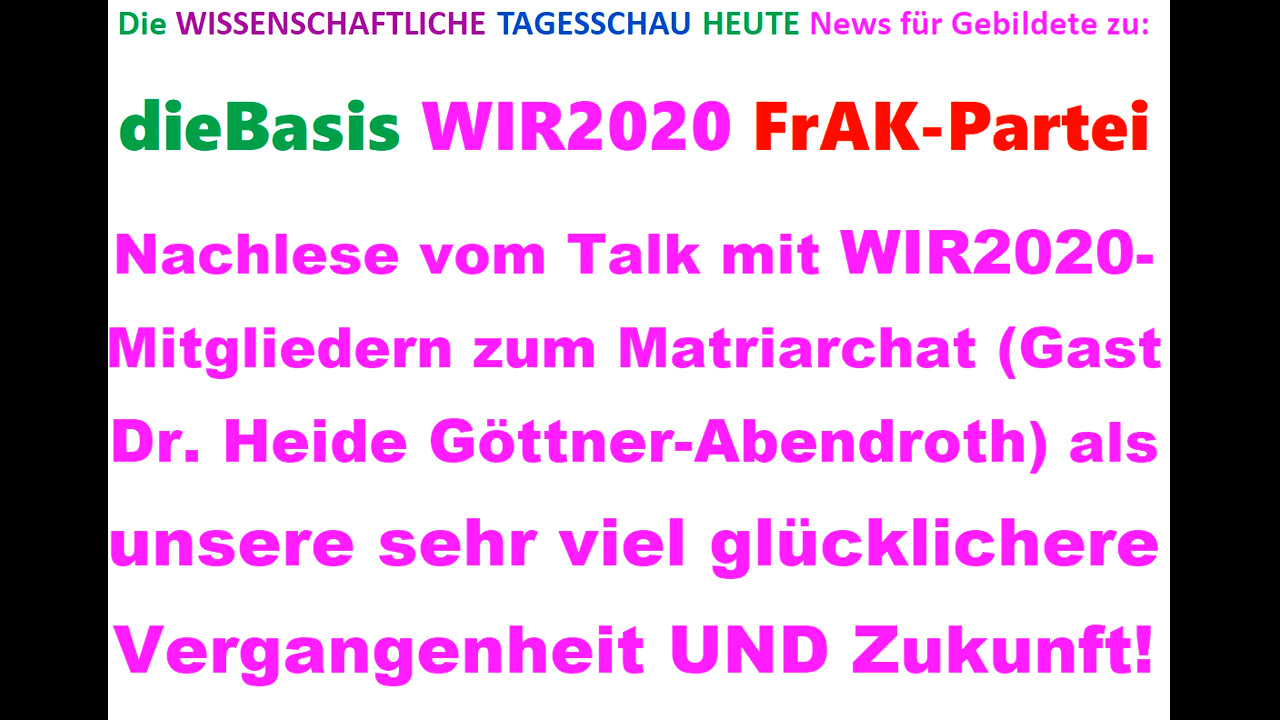 Die WISSENSCHAFTLICHE TAGESSCHAU HEUTE News für Gebildete zu:
dieBasis WIR2020 FrAK-Partei
Nachlese vom Talk mit WIR2020-
Mitgliedern zum Matriarchat (Gast
Dr. Heide Göttner-Abendroth) als
unsere sehr viel glücklichere
Vergangenheit UND Zukunft!